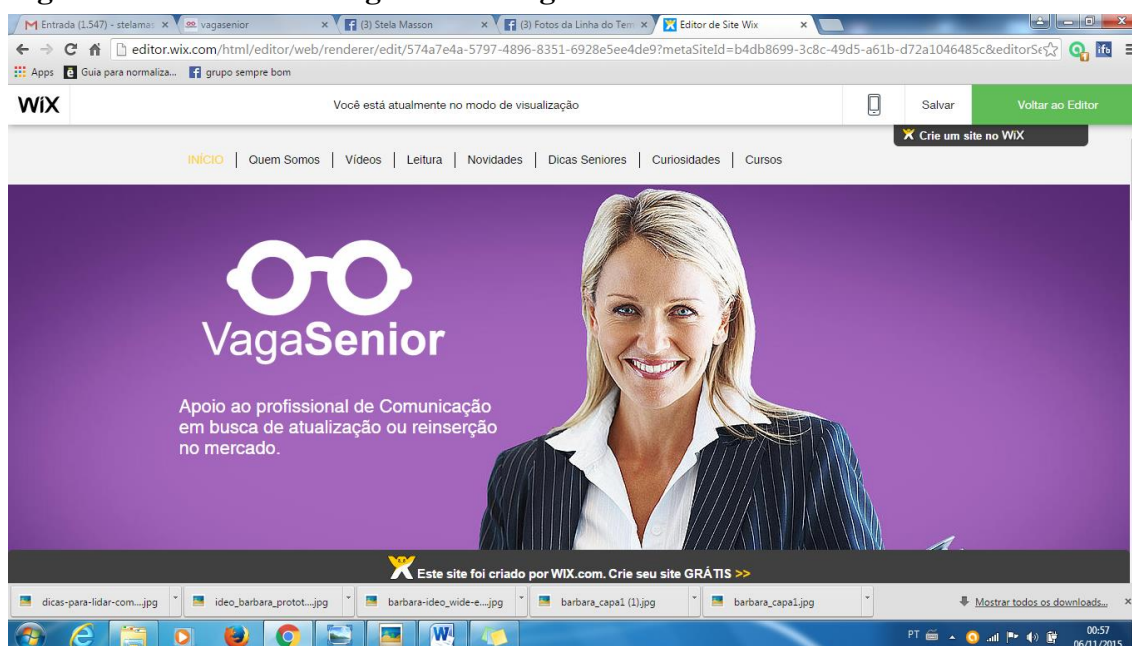 M Entrada (1.547) - stelamas
vagasenior
(3) Stela Masson
(3) Fotos da Linha do Tem
Editor de Site Wix
editor.wix.com/html/editor/web/renderer/edit/574a7e4a-5797-4896-8351-6928e5ee4de9?metaSiteId=b4db8699-3c8c-49d5-a61b-d72a1046485c&editorSe
Apps
Guia para normaliza...
grupo sempre bom
WiX
Você está atualmente no modo de visualização
Salvar
Voltar ao Editor
Crie um site no WiX
INÍCIO | Quem Somos | Vídeos | Leitura | Novidades | Dicas Seniores | Curiosidades | Cursos
VagaSenior
Apoio ao profissional de Comunicação
em busca de atualização ou reinserção
no mercado.
Este site foi criado por WIX.com. Crie seu site GRÁTIS >>
dicas-para-lidar-com....jpg
ideo_barbara_protot....jpg
barbara-ideo_wide-e....jpg
barbara_capa1 (1).jpg
barbara_capa1.jpg
Mostrar todos os downloads...
PT
00:57
06/11/2015